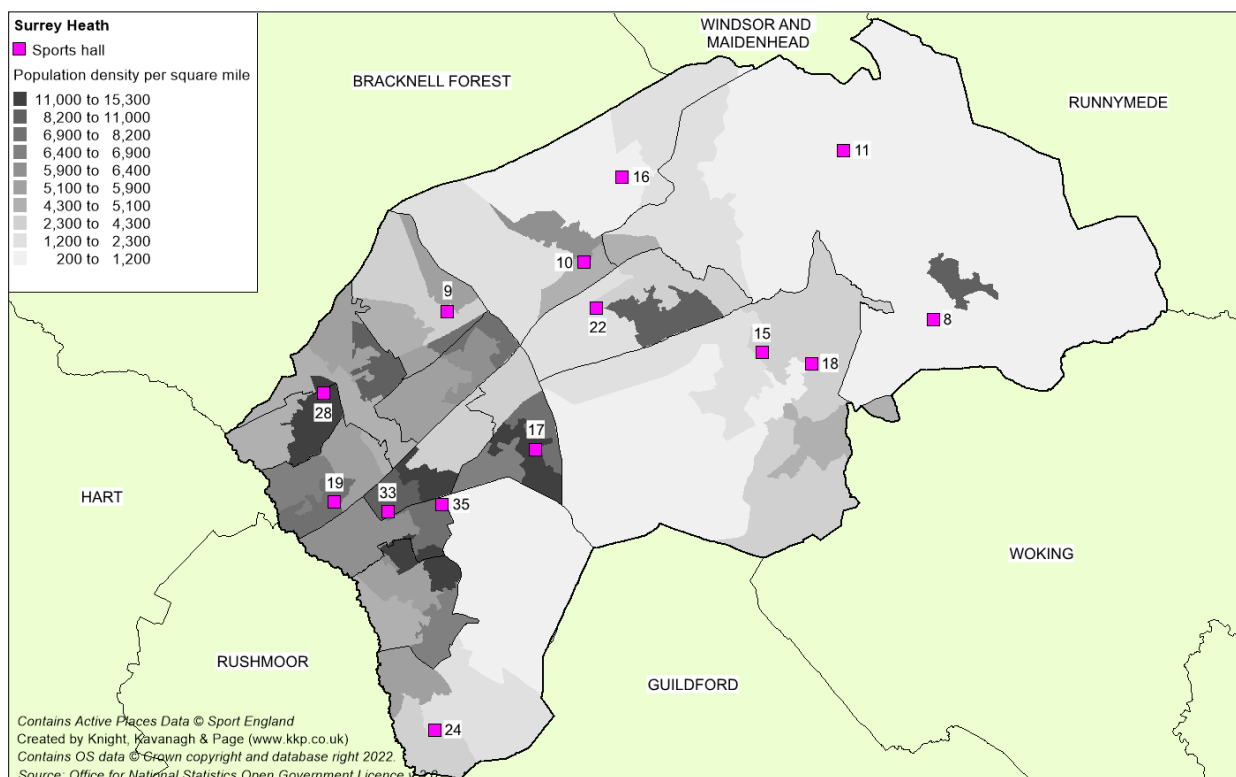 Surrey Heath
Sports hall
Population density per square mile
11,000 to 15,300
8,200 to 11,000
6,900 to 8,200
6,400 to 6,900
5,900 to 6,400
5,100 to 5,900
4,300 to 5,100
2,300 to 4,300
1,200 to 2,300
200 to 1,200
WINDSOR AND
MAIDENHEAD
BRACKNELL FOREST
RUNNYMEDE
11
16
10
9
22
8
15
18
28
17
19
33
35
HART
WOKING
RUSHMOOR
GUILDFORD
24
Contains Active Places Data © Sport England
Created by Knight, Kavanagh & Page (www.kkp.co.uk)
Contains OS data © Crown copyright and database right 2022.
Source: Office for National Statistics Open Government Licence